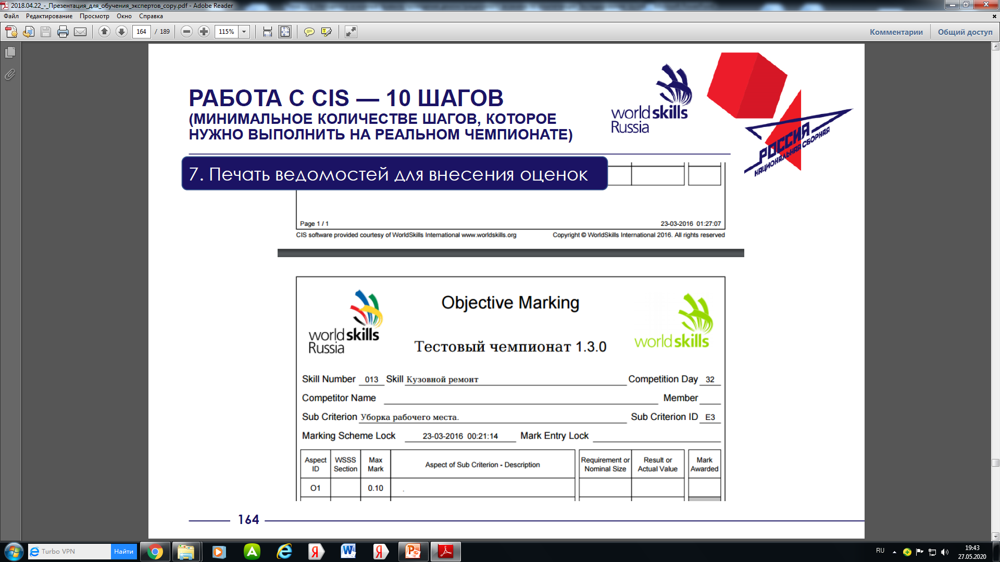 2018.04.22_-_Презентация_для_обучения_экспертов_copy.pdf - Adobe Reader
Файл Редактирование Просмотр Окно Справка
164 / 189 115% Комментарии Общий доступ
РАБОТА С CIS — 10 ШАГОВ
(МИНИМАЛЬНОЕ КОЛИЧЕСТВЕ ШАГОВ, КОТОРОЕ
НУЖНО ВЫПОЛНИТЬ НА РЕАЛЬНОМ ЧЕМПИОНАТЕ)
worldskills
Russia
РОССИЯ
НАЦИОНАЛЬНАЯ СБОРНАЯ
7. Печать ведомостей для внесения оценок
Page 1 / 1 23-03-2016 01:27:07
CIS software provided courtesy of WorldSkills International www.worldskills.org Copyright © WorldSkills International 2016. All rights reserved
Objective Marking
worldskills
Russia
worldskills
Тестовый чемпионат 1.3.0
Skill Number 013 Skill Кузовной ремонт Competition Day 32
Competitor Name Member
Sub Criterion Уборка рабочего места. Sub Criterion ID E3
Marking Scheme Lock 23-03-2016 00:21:14 Mark Entry Lock
Aspect ID WSSS Section Max Mark Aspect of Sub Criterion - Description Requirement or Nominal Size Result or Actual Value Mark Awarded
O1 0.10 .
164
Turbo VPN Найти RU 19:43
27.05.2020